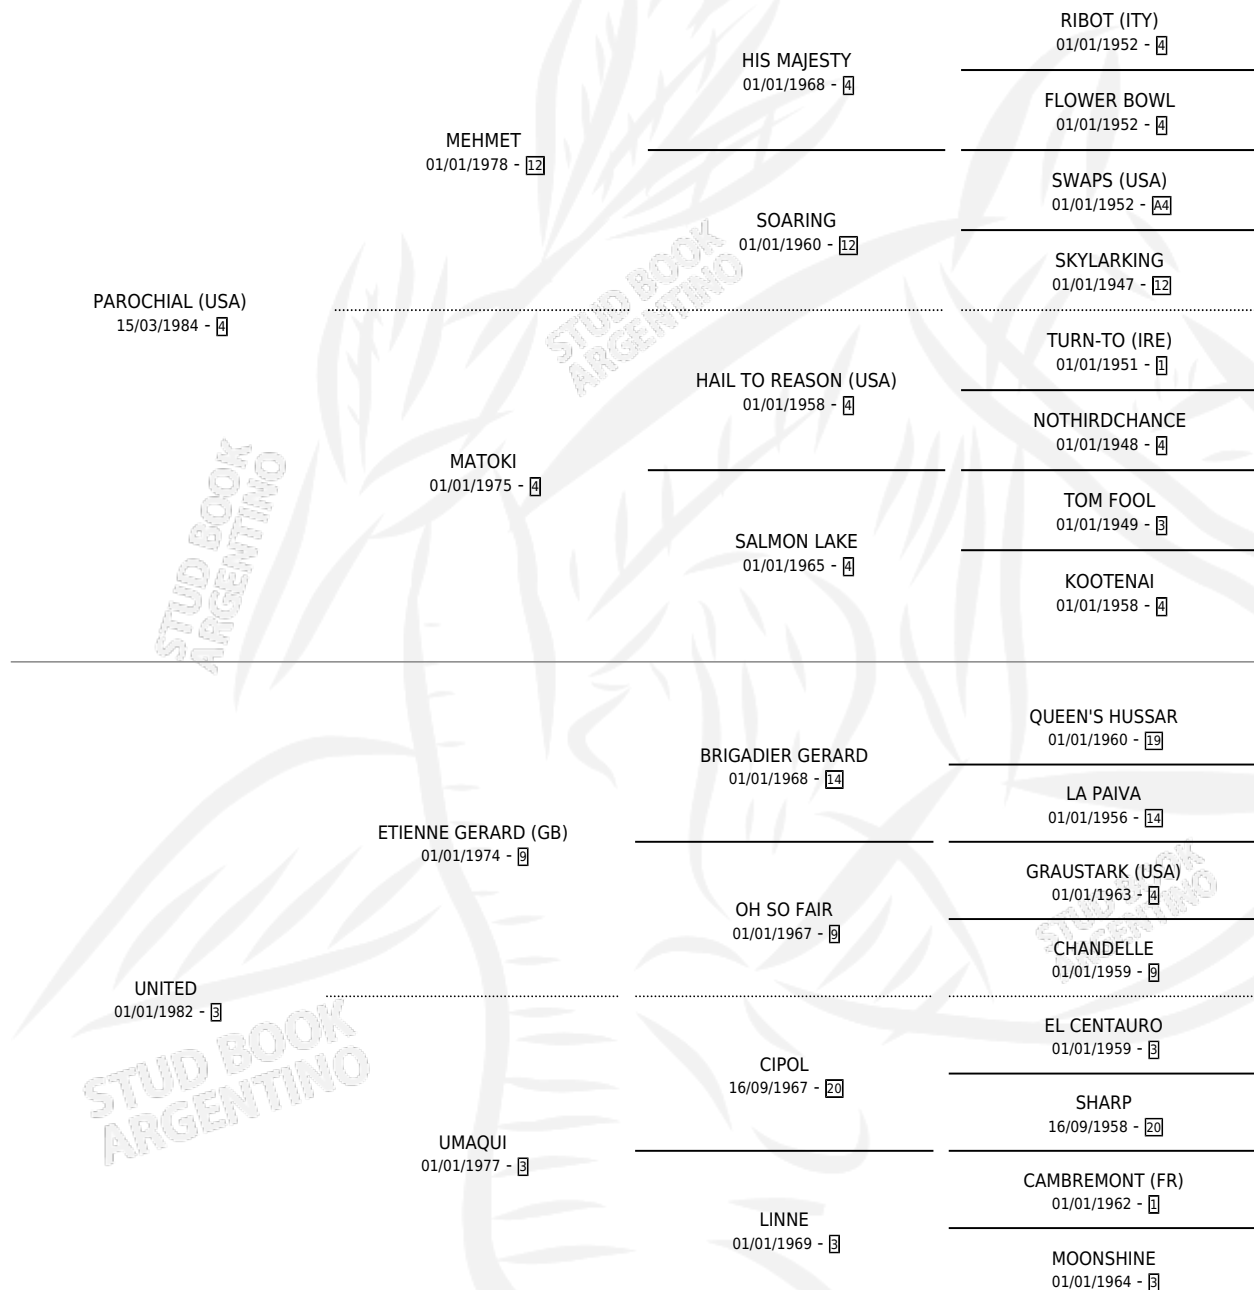 RIBOT (ITY)
01/01/1952 - 4
HIS MAJESTY
01/01/1968 - 4
FLOWER BOWL
01/01/1952 - 4
MEHMET
01/01/1978 - 12
SWAPS (USA)
01/01/1952 - A4
SOARING
01/01/1960 - 12
SKYLARKING
01/01/1947 - 12
PAROCHIAL (USA)
15/03/1984 - 4
TURN-TO (IRE)
01/01/1951 - 1
HAIL TO REASON (USA)
01/01/1958 - 4
NOTHIRDCHANCE
01/01/1948 - 4
MATOKI
01/01/1975 - 4
TOM FOOL
01/01/1949 - 3
SALMON LAKE
01/01/1965 - 4
KOOTENAI
01/01/1958 - 4
QUEEN'S HUSSAR
01/01/1960 - 19
BRIGADIER GERARD
01/01/1968 - 14
LA PAIVA
01/01/1956 - 14
ETIENNE GERARD (GB)
01/01/1974 - 9
GRAUSTARK (USA)
01/01/1963 - 4
OH SO FAIR
01/01/1967 - 9
CHANDELLE
01/01/1959 - 9
UNITED
01/01/1982 - 3
EL CENTAURO
01/01/1959 - 3
CIPOL
16/09/1967 - 20
SHARP
16/09/1958 - 20
UMAQUI
01/01/1977 - 3
CAMBREMONT (FR)
01/01/1962 - 1
LINNE
01/01/1969 - 3
MOONSHINE
01/01/1964 - 3
STUD BOOK
ARGENTINO
STUD BOOK
ARGENTINO
STUD BOOK
ARGENTINO
STUD BOOK
ARGENTINO